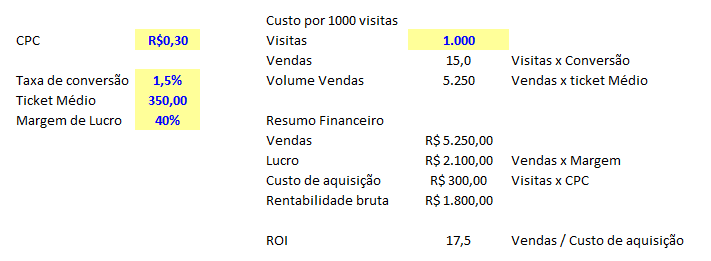 Custo por 1000 visitas
CPC R$0,30 Visitas 1.000
Vendas 15,0 Visitas x Conversão
Taxa de conversão 1,5% Volume Vendas 5.250 Vendas x ticket Médio
Ticket Médio 350,00
Margem de Lucro 40% Resumo Financeiro
Vendas R$ 5.250,00
Lucro R$ 2.100,00 Vendas x Margem
Custo de aquisição R$ 300,00 Visitas x CPC
Rentabilidade bruta R$ 1.800,00
ROI 17,5 Vendas / Custo de aquisição